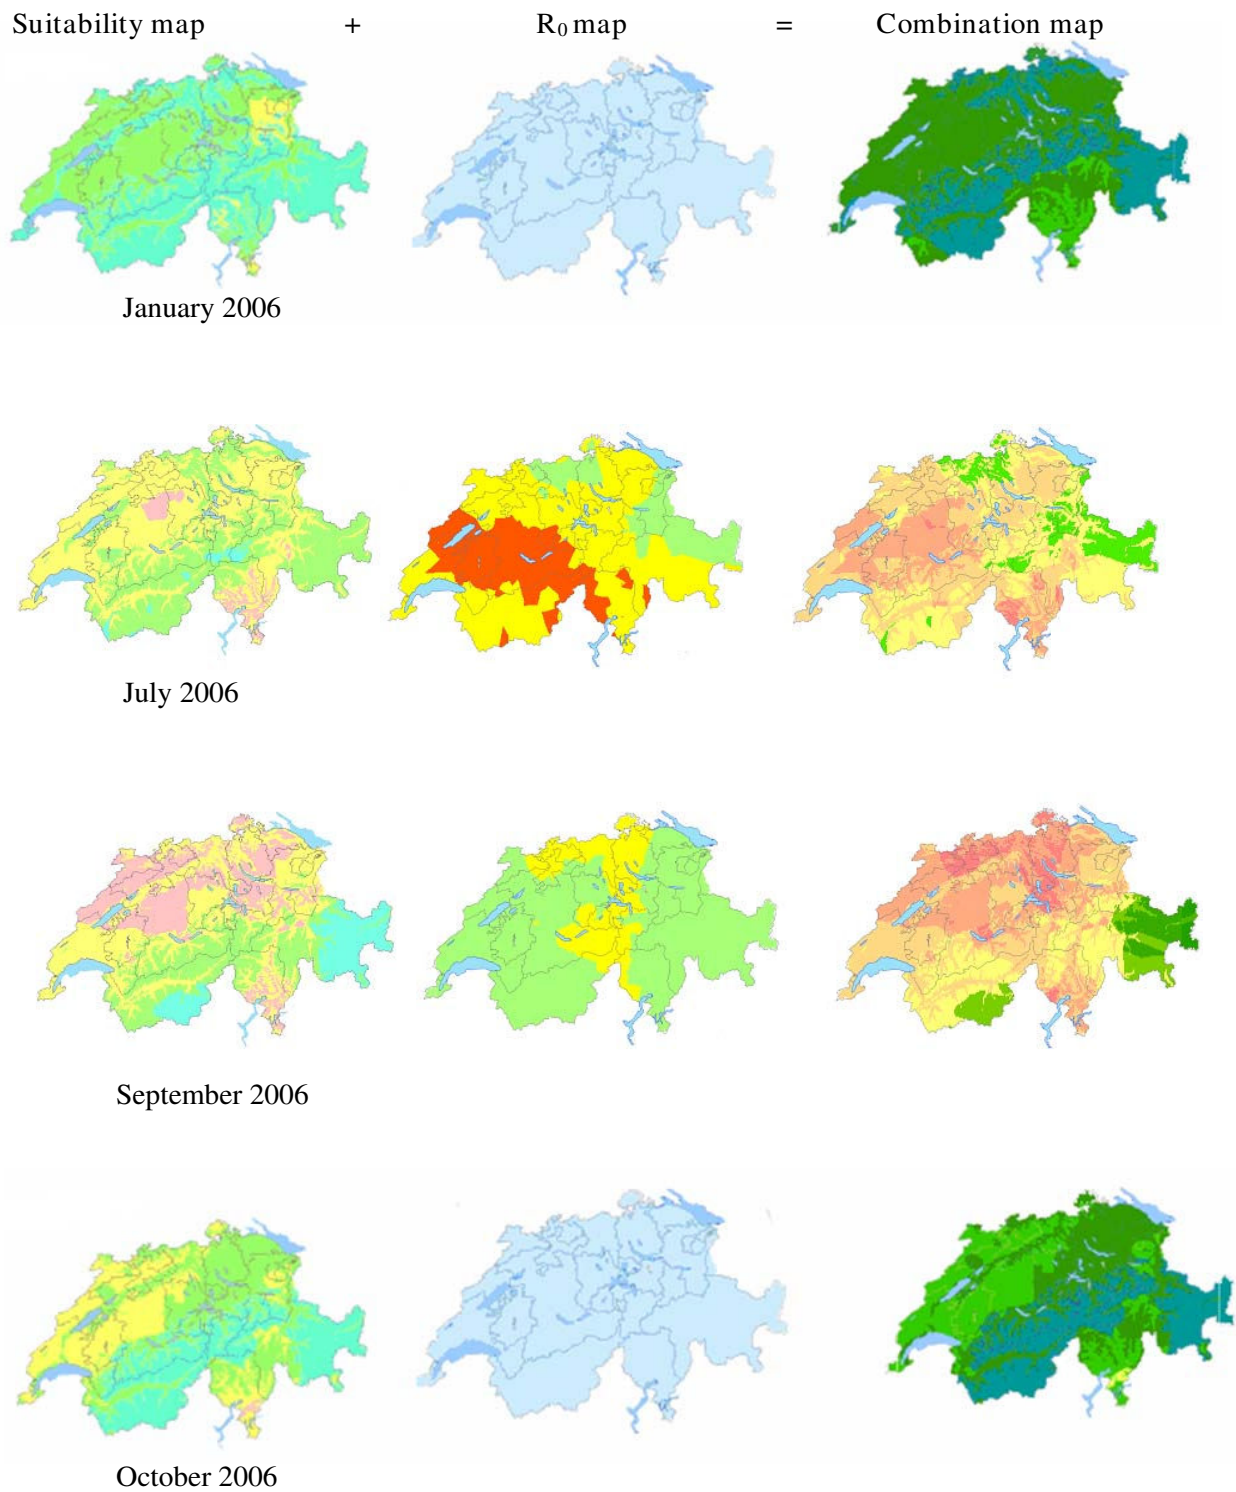 Suitability map + R₀ map = Combination map
January 2006
July 2006
September 2006
October 2006